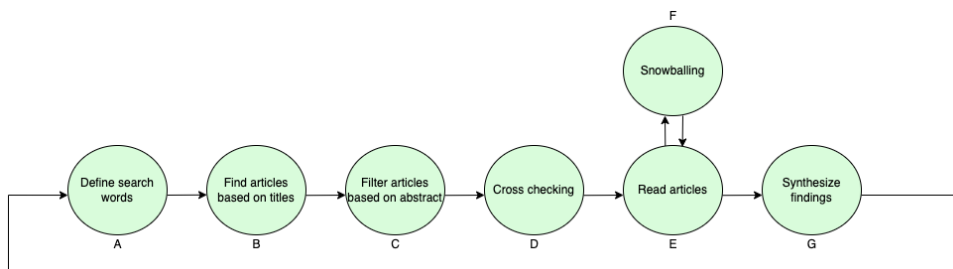 F
Snowballing
Define search
words
Find articles
based on titles
Filter articles
based on abstract
Cross checking
Read articles
Synthesize
findings
A
B
C
D
E
G